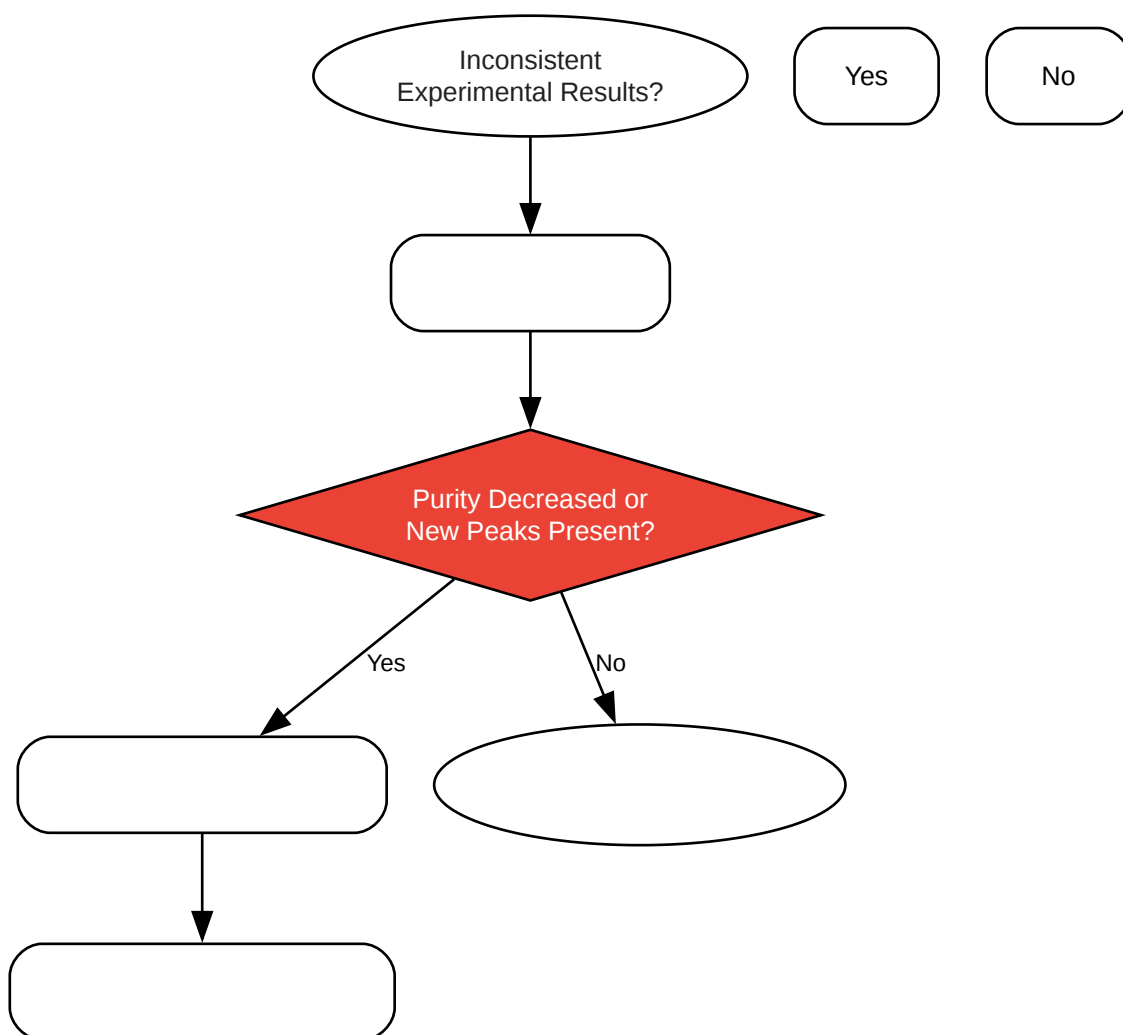 Inconsistent
Experimental Results?
Yes
No
Purity Decreased or
New Peaks Present?
Yes
No